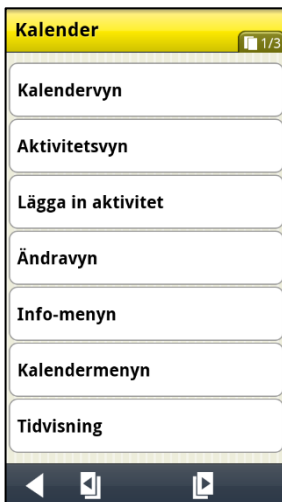 Kalender
1/3
Kalendervyn
Aktivitetsvyn
Lägga in aktivitet
Ändravyn
Info-menyn
Kalendermenyn
Tidvisning